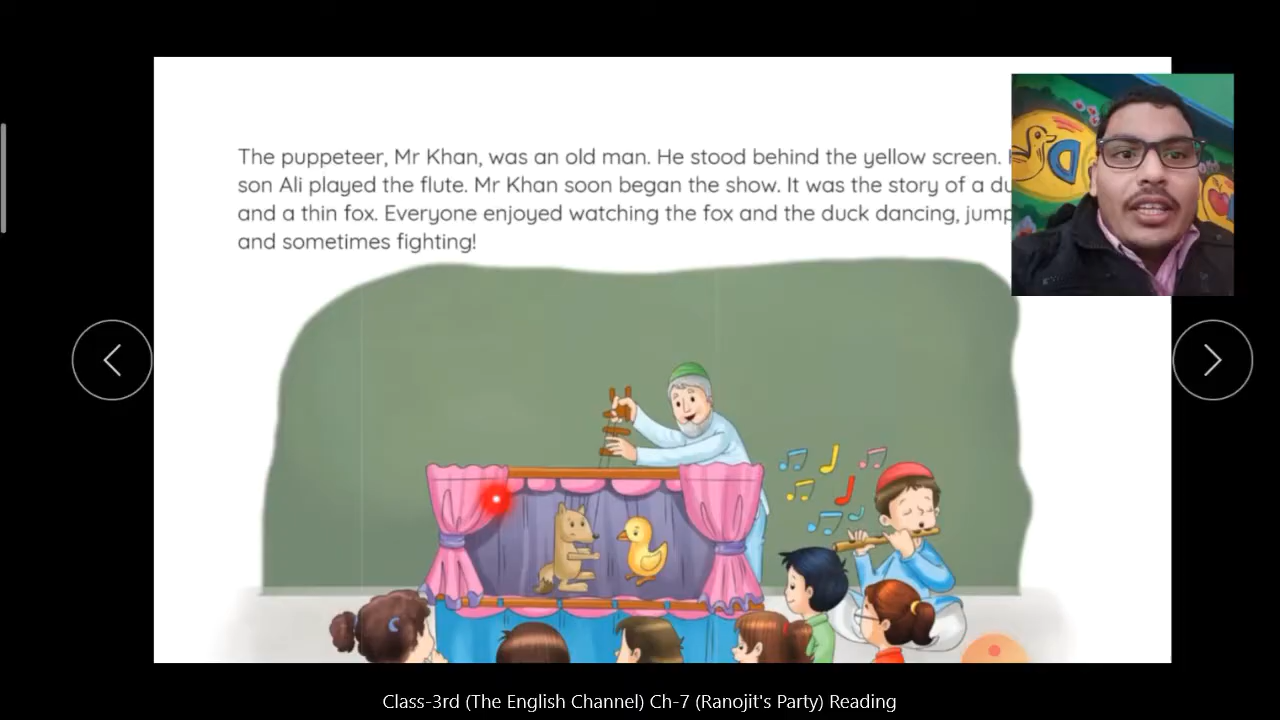 The puppeteer, Mr Khan, was an old man. He stood behind the yellow screen.
son Ali played the flute. Mr Khan soon began the show. It was the story of a
and a thin fox. Everyone enjoyed watching the fox and the duck dancing,
and sometimes fighting!
Class-3rd (The English Channel) Ch-7 (Ranojit's Party) Reading